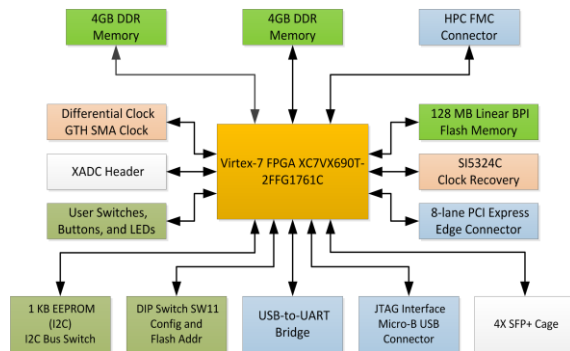 4GB DDR
Memory
4GB DDR
Memory
HPC FMC
Connector
Differential Clock
GTH SMA Clock
128 MB Linear BPI
Flash Memory
XADC Header
Virtex-7 FPGA XC7VX690T-
2FFG1761C
SI5324C
Clock Recovery
User Switches,
Buttons, and LEDs
8-lane PCI Express
Edge Connector
1 KB EEPROM
(I2C)
I2C Bus Switch
DIP Switch SW11
Config and
Flash Addr
USB-to-UART
Bridge
JTAG Interface
Micro-B USB
Connector
4X SFP+ Cage